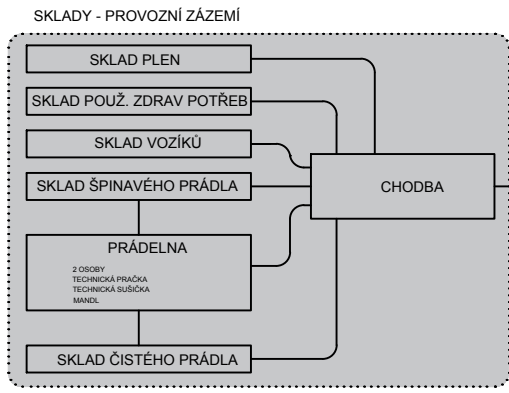 SKLADY - PROVOZNÍ ZÁZEMÍ
SKLAD PLEN
SKLAD POUŽ. ZDRAV POTŘEB
SKLAD VOZÍKŮ
SKLAD ŠPINAVÉHO PRÁDLA
CHODBA
PRÁDELNA
2 OSOBY
TECHNICKÁ PRAČKA
TECHNICKÁ SUŠIČKA
MANDL
SKLAD ČISTÉHO PRÁDLA